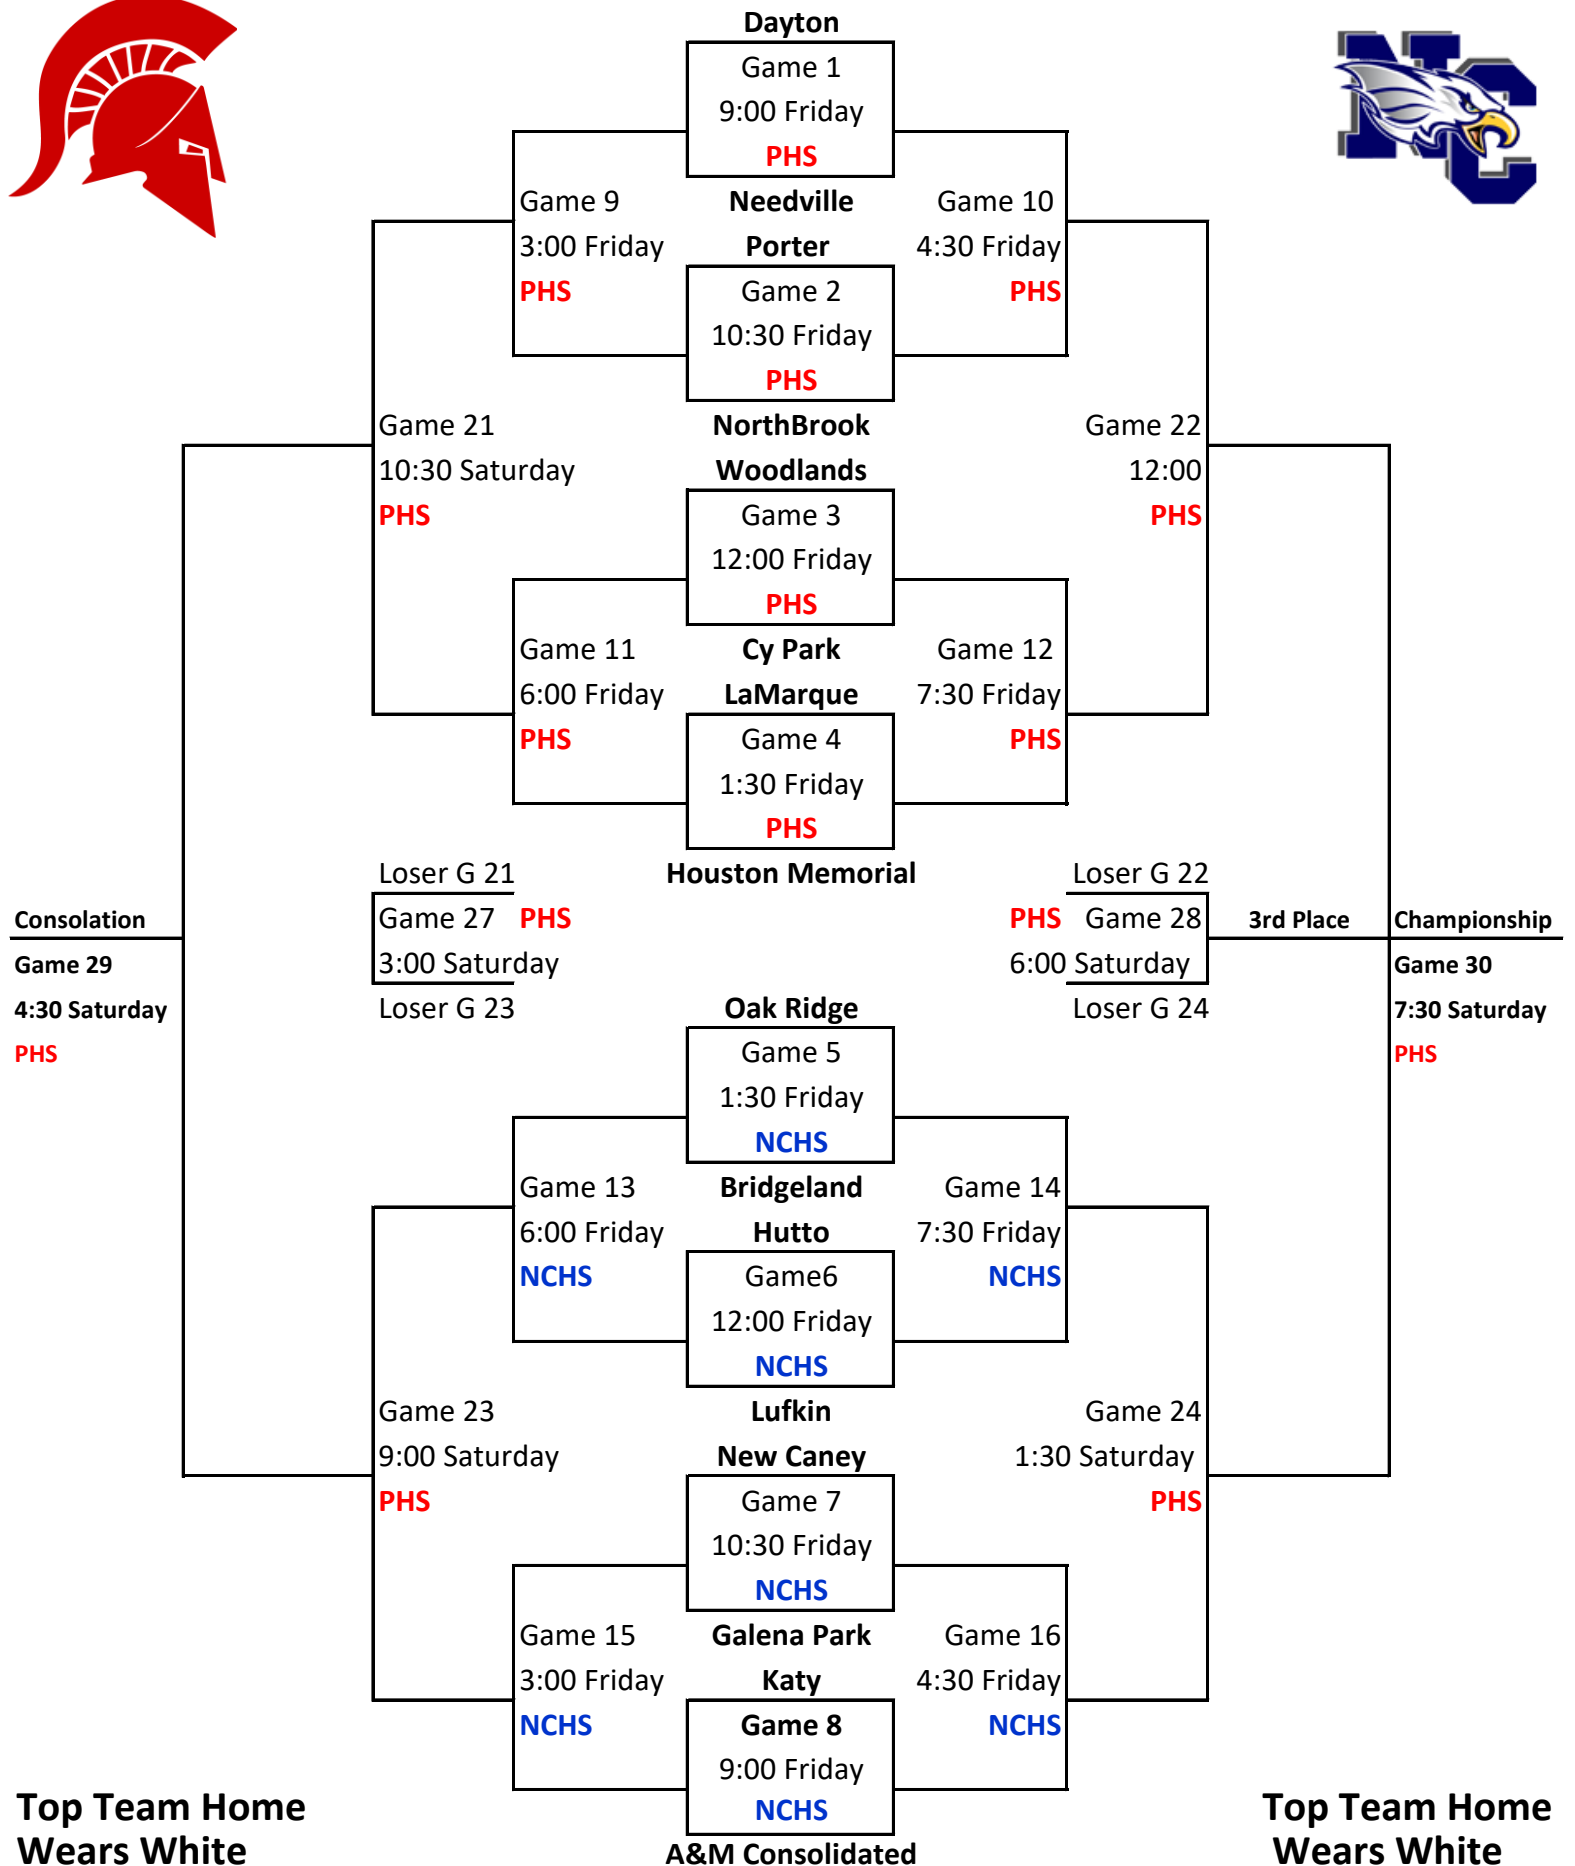 Dayton
Game 1
9:00 Friday
PHS
NC
Game 9 Needville Game 10
3:00 Friday Porter 4:30 Friday
PHS Game 2 PHS
10:30 Friday
PHS
Game 21 NorthBrook Game 22
10:30 Saturday Woodlands 12:00
PHS Game 3 PHS
12:00 Friday
PHS
Game 11 Cy Park Game 12
6:00 Friday LaMarque 7:30 Friday
PHS Game 4 PHS
1:30 Friday
PHS
Loser G 21 Houston Memorial Loser G 22
Consolation Game 27 PHS PHS Game 28 3rd Place Championship
Game 29 3:00 Saturday 6:00 Saturday Game 30
4:30 Saturday Loser G 23 Oak Ridge Loser G 24 7:30 Saturday
PHS Game 5 PHS
1:30 Friday
NCHS
Game 13 Bridgeland Game 14
6:00 Friday Hutto 7:30 Friday
NCHS Game6 NCHS
12:00 Friday
NCHS
Game 23 Lufkin Game 24
9:00 Saturday New Caney 1:30 Saturday
PHS Game 7 PHS
10:30 Friday
NCHS
Game 15 Galena Park Game 16
3:00 Friday Katy 4:30 Friday
NCHS Game 8 NCHS
9:00 Friday
Top Team Home NCHS Top Team Home
Wears White A&M Consolidated Wears White